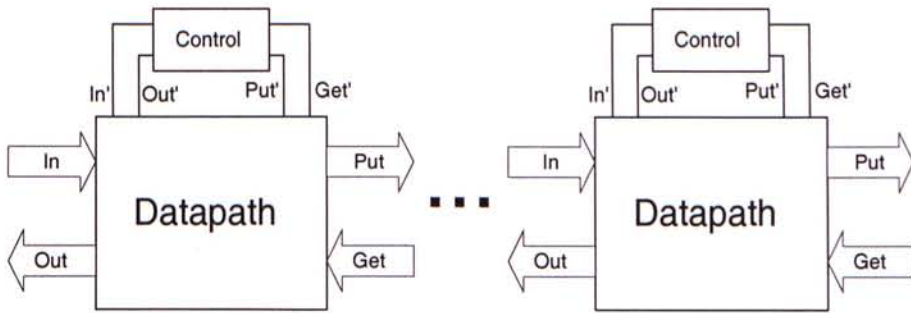 Control
In' Out' Put' Get'
In
Put
Datapath
Out
Get
Control
In' Out' Put' Get'
In
Put
Datapath
Out
Get